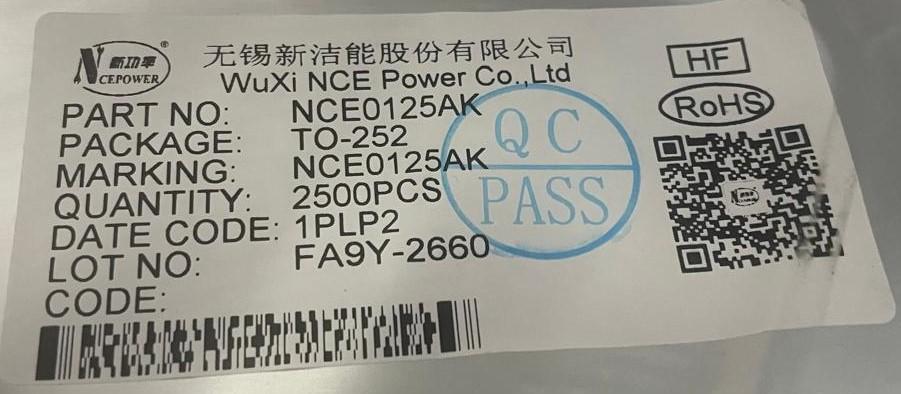 新功率®
NCEPOWER
无锡新洁能股份有限公司
WuXi NCE Power Co.,Ltd
HF
RoHS
PART NO: NCE0125AK
PACKAGE: TO-252
MARKING: NCE0125AK
QUANTITY: 2500PCS
DATE CODE: 1PLP2
LOT NO: FA9Y-2660
CODE:
QC
PASS